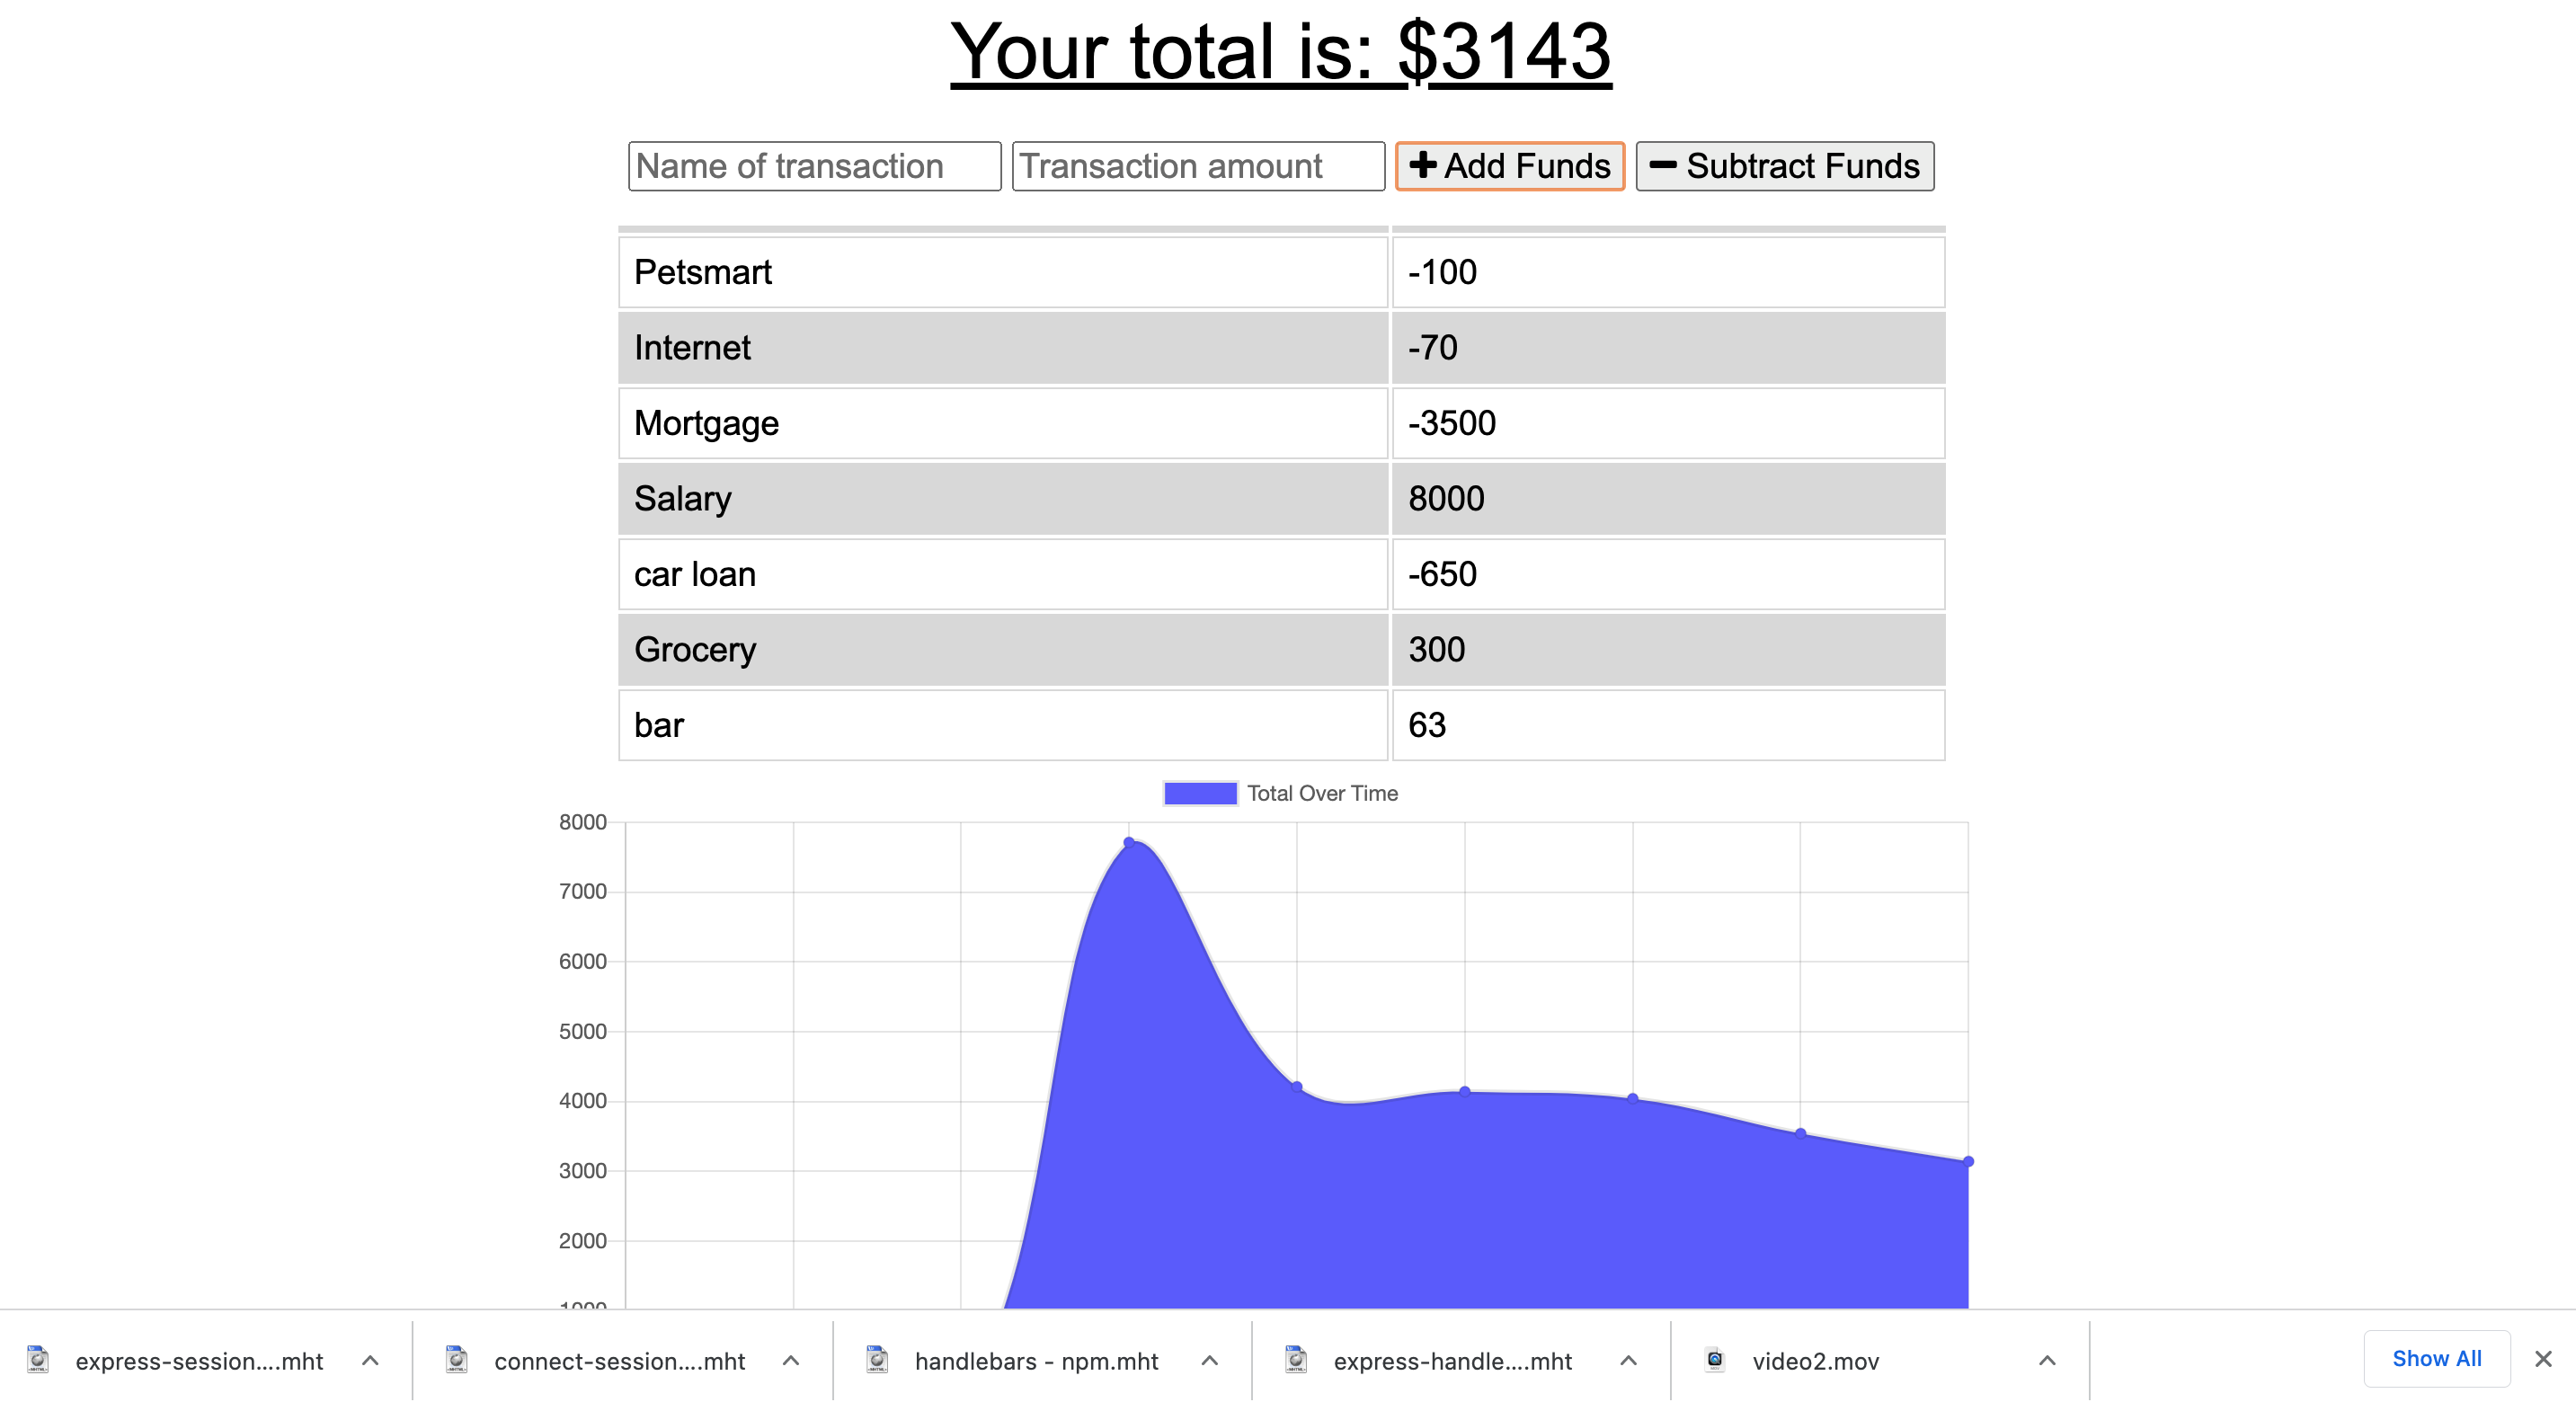 Your total is: $3143
Name of transaction Transaction amount + Add Funds − Subtract Funds
Petsmart -100
Internet -70
Mortgage -3500
Salary 8000
car loan -650
Grocery 300
bar 63
Total Over Time
8000
7000
6000
5000
4000
3000
2000
1000
express-session....mht connect-session....mht handlebars - npm.mht express-handle....mht video2.mov Show All